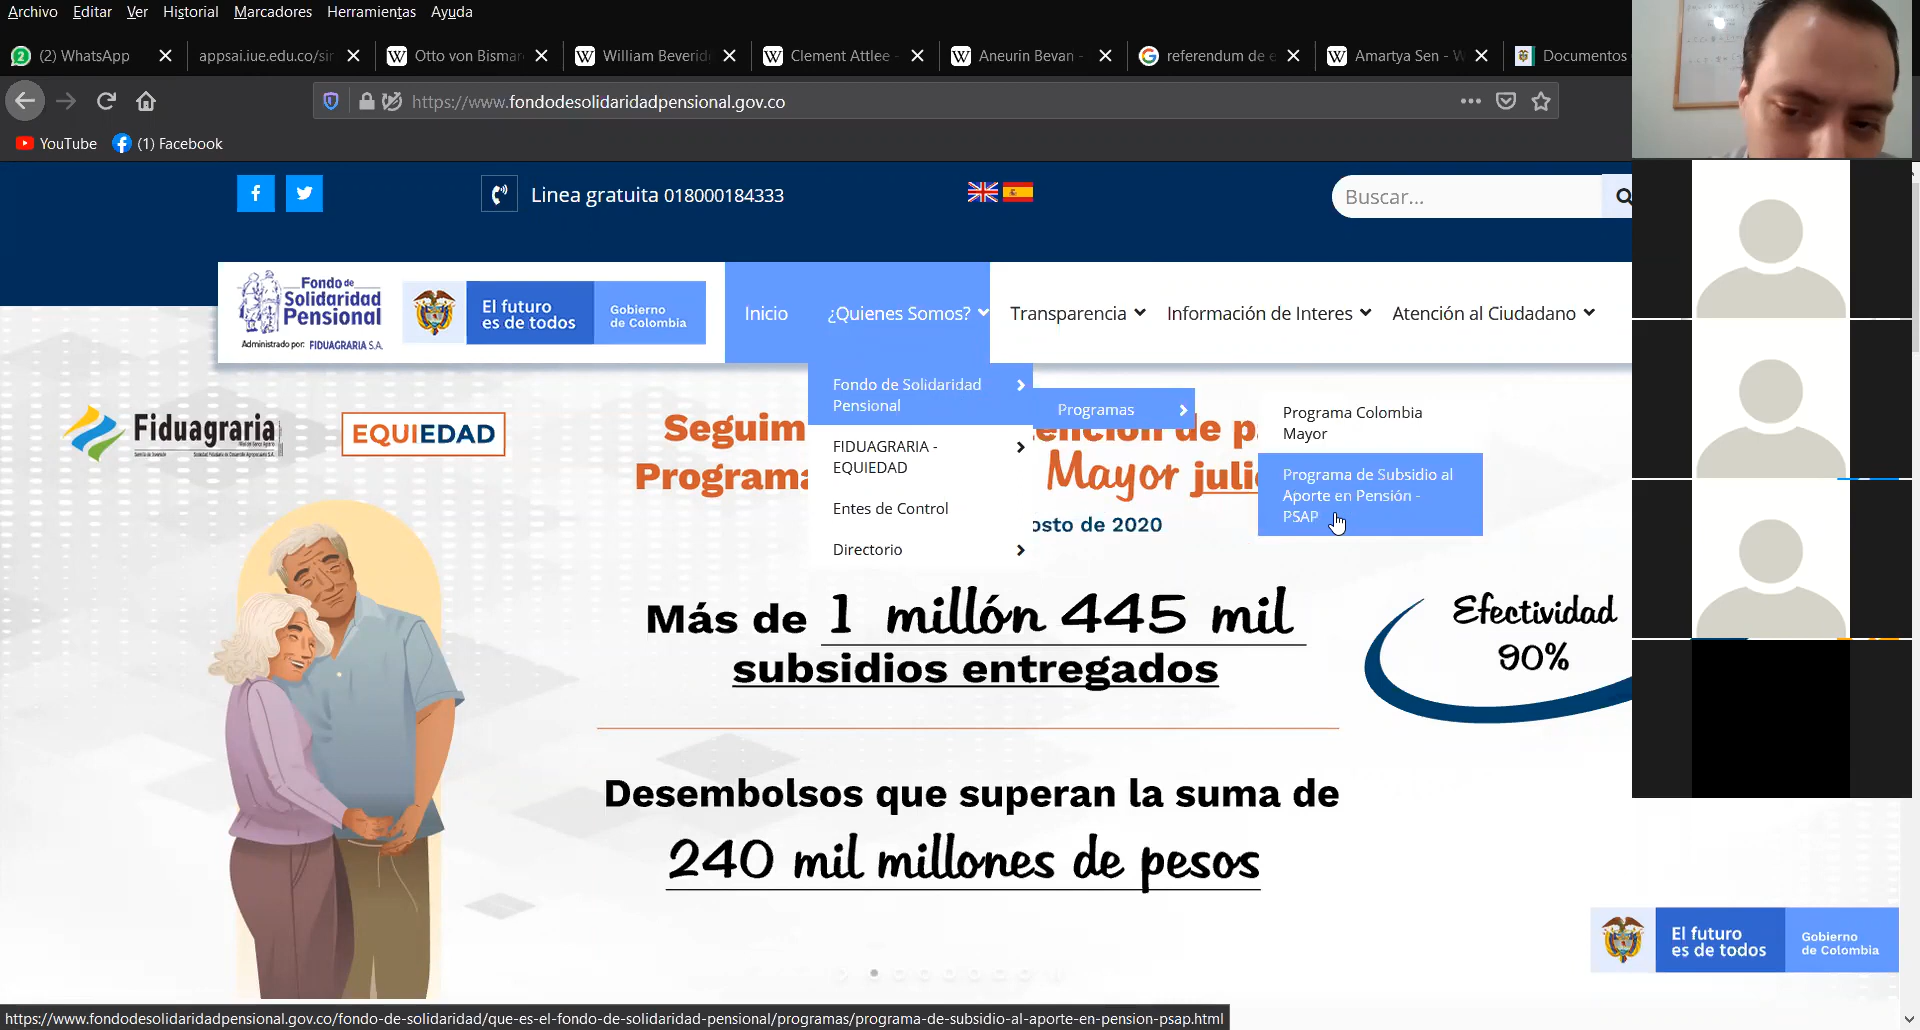 Archivo Editar Ver Historial Marcadores Herramientas Ayuda
(2) WhatsApp
appsai.iue.edu.co/sir
Otto von Bismar
William Beverid
Clement Attlee -
Aneurin Bevan -
referendum de e
Amartya Sen - W
Documentos
https://www.fondodesolidaridadpensional.gov.co
YouTube (1) Facebook
Linea gratuita 018000184333
Buscar...
Fondo de
Solidaridad
Pensional
Administrado por: FIDUAGRARIA S.A.
El futuro
es de todos
Gobierno
de Colombia
Inicio ¿Quienes Somos? Transparencia Información de Interes Atención al Ciudadano
Fondo de Solidaridad
Pensional
FIDUAGRARIA -
EQUIEDAD
Entes de Control
Directorio
Programas
Programa Colombia
Mayor
Programa de Subsidio al
Aporte en Pensión -
PSAP
Fiduagraria
EQUIEDAD
Seguim encion de p
Programa Mayor juli
osto de 2020
Más de 1 millón 445 mil
subsidios entregados
Efectividad
90%
Desembolsos que superan la suma de
240 mil millones de pesos
El futuro
es de todos
Gobierno
de Colombia
https://www.fondodesolidaridadpensional.gov.co/fondo-de-solidaridad/que-es-el-fondo-de-solidaridad-pensional/programas/programa-de-subsidio-al-aporte-en-pension-psap.html